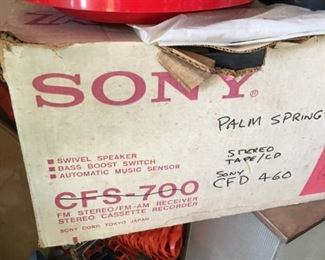 SONY®
PALM SPRING
■ SWIVEL SPEAKER
■ BASS BOOST SWITCH
■ AUTOMATIC MUSIC SENSOR
STEREO
TAPE/CD
SONY
CFD 460
CFS-700
FM STEREO/FM-AM RECEIVER
STEREO CASSETTE RECORDER
SONY CORP. TOKYO JAPAN